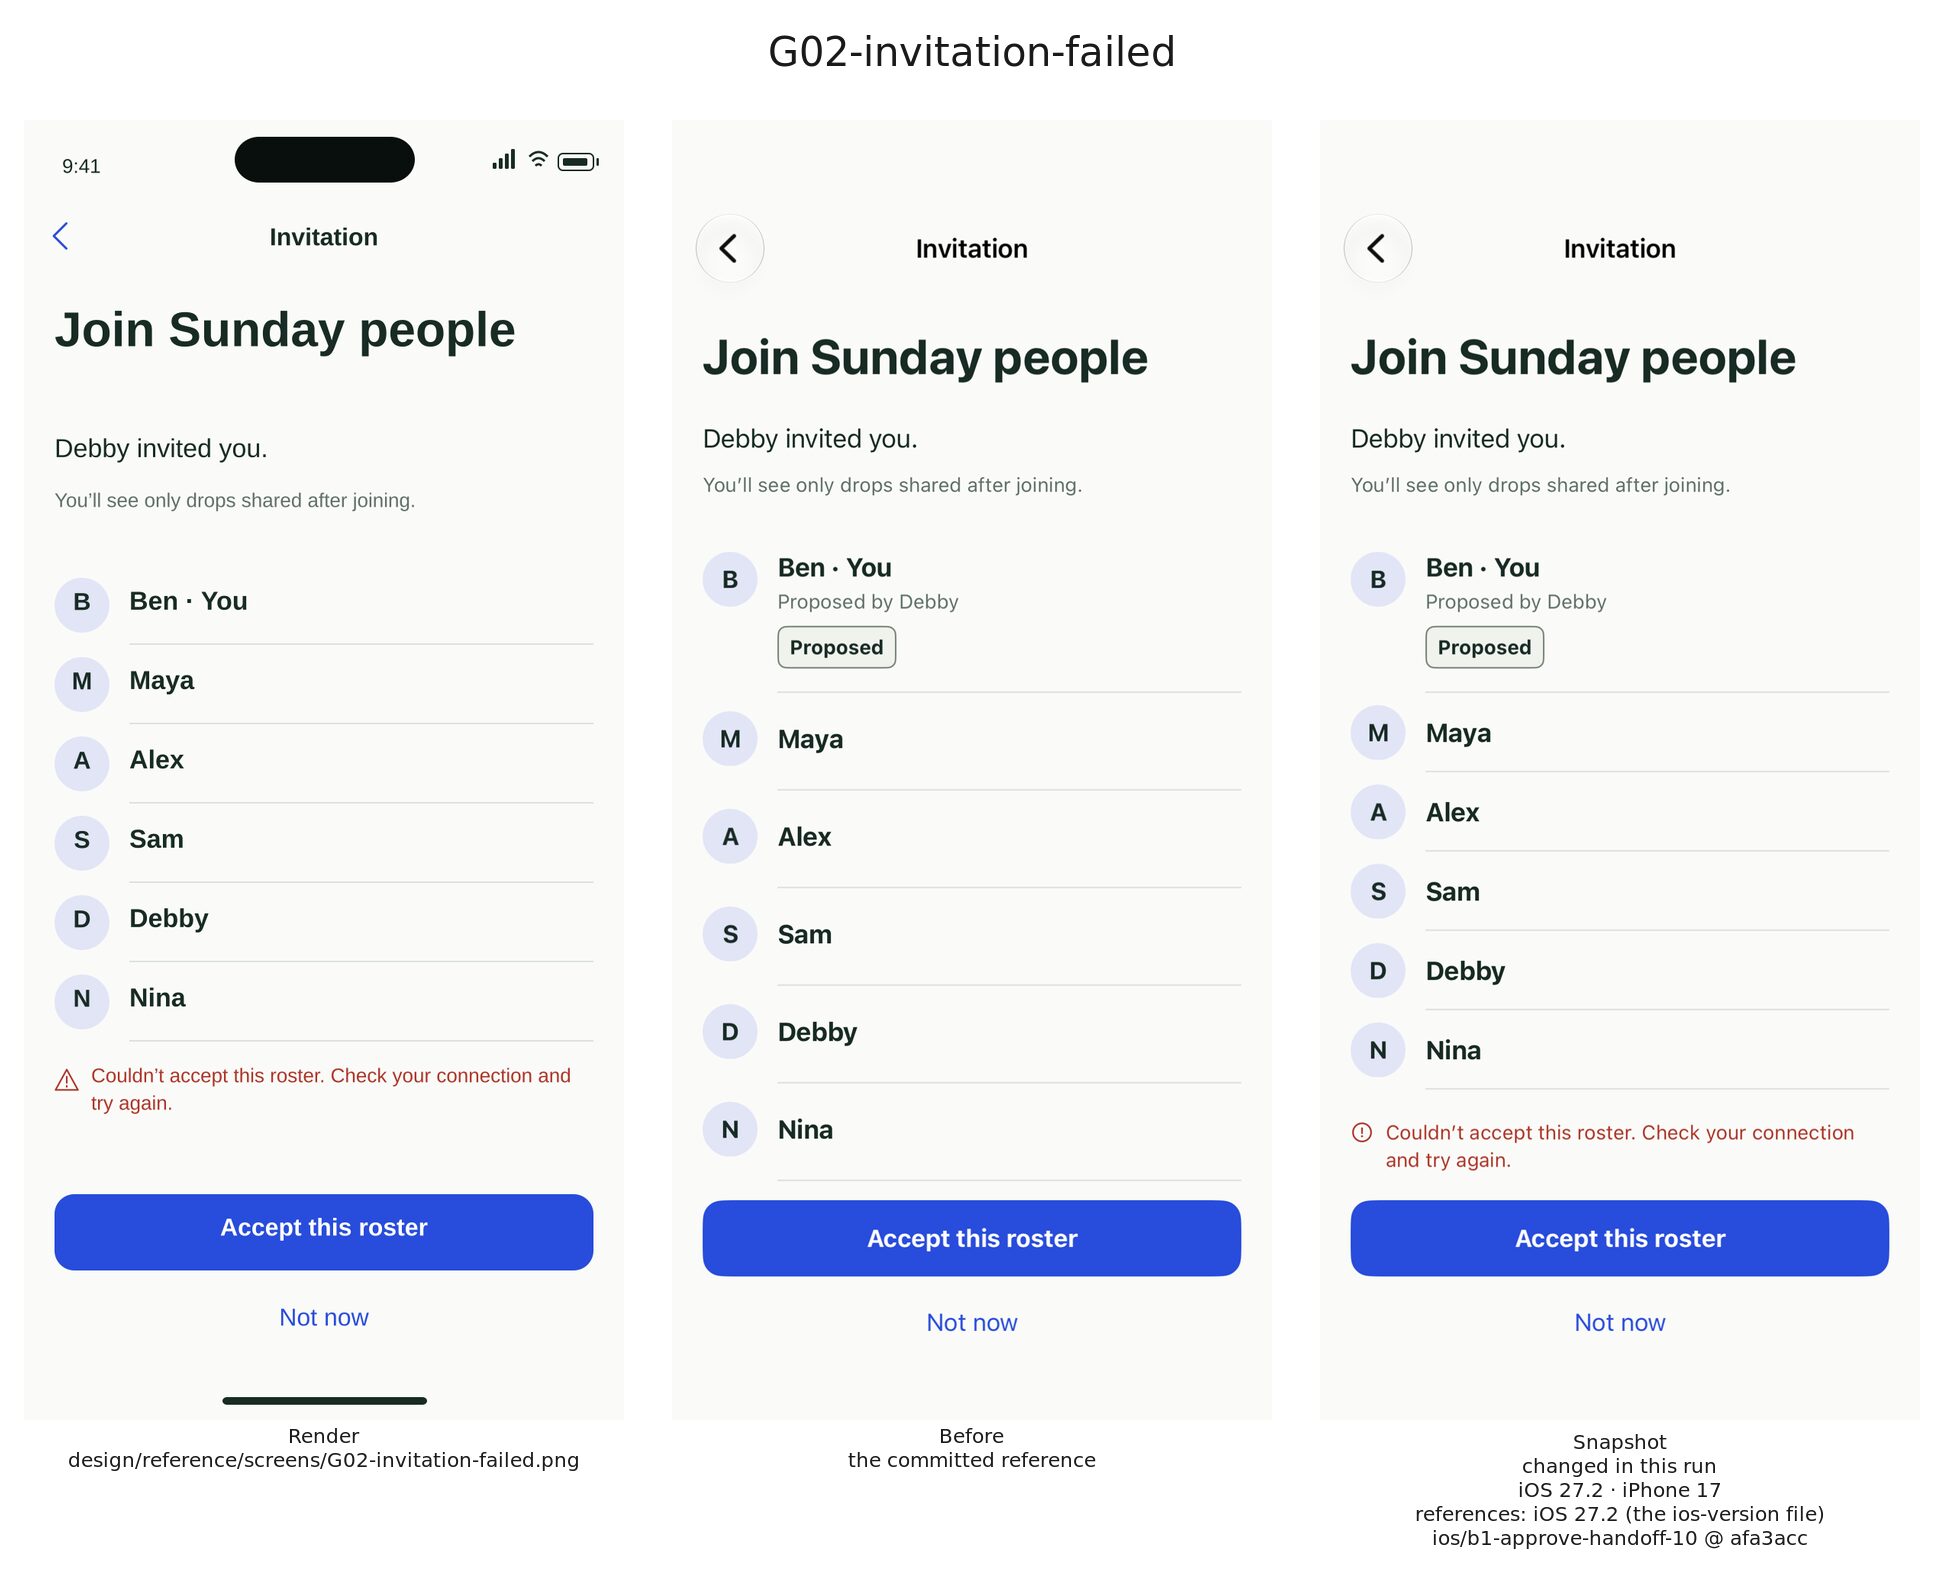 G02-invitation-failed
9:41
Invitation
Join Sunday people
Debby invited you.
You’ll see only drops shared after joining.
B
Ben · You
M
Maya
A
Alex
S
Sam
D
Debby
N
Nina
Couldn’t accept this roster. Check your connection and
try again.
Accept this roster
Not now
Render
design/reference/screens/G02-invitation-failed.png
Invitation
Join Sunday people
Debby invited you.
You’ll see only drops shared after joining.
B
Ben · You
Proposed by Debby
Proposed
M
Maya
A
Alex
S
Sam
D
Debby
N
Nina
Accept this roster
Not now
Before
the committed reference
Invitation
Join Sunday people
Debby invited you.
You’ll see only drops shared after joining.
B
Ben · You
Proposed by Debby
Proposed
M
Maya
A
Alex
S
Sam
D
Debby
N
Nina
Couldn’t accept this roster. Check your connection
and try again.
Accept this roster
Not now
Snapshot
changed in this run
iOS 27.2 · iPhone 17
references: iOS 27.2 (the ios-version file)
ios/b1-approve-handoff-10 @ afa3acc